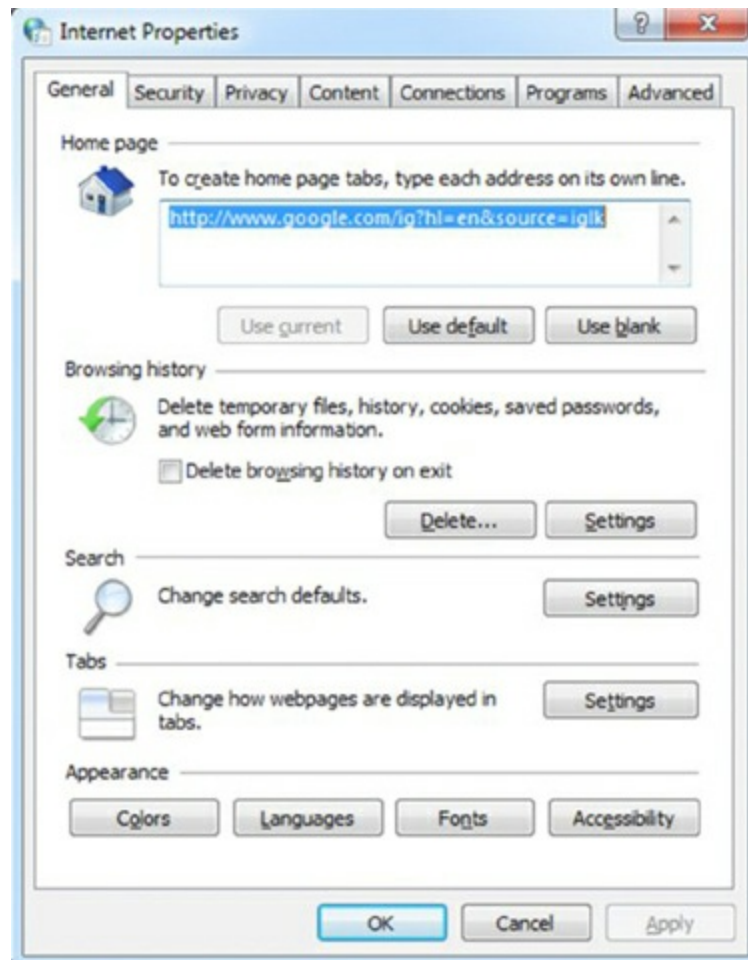 Internet Properties
General Security Privacy Content Connections Programs Advanced
Home page
To create home page tabs, type each address on its own line.
http://www.google.com/ig?hl=en&source=iglk
Use current Use default Use blank
Browsing history
Delete temporary files, history, cookies, saved passwords,
and web form information.
Delete browsing history on exit
Delete... Settings
Search
Change search defaults.
Settings
Tabs
Change how webpages are displayed in
tabs.
Settings
Appearance
Colors Languages Fonts Accessibility
OK Cancel Apply